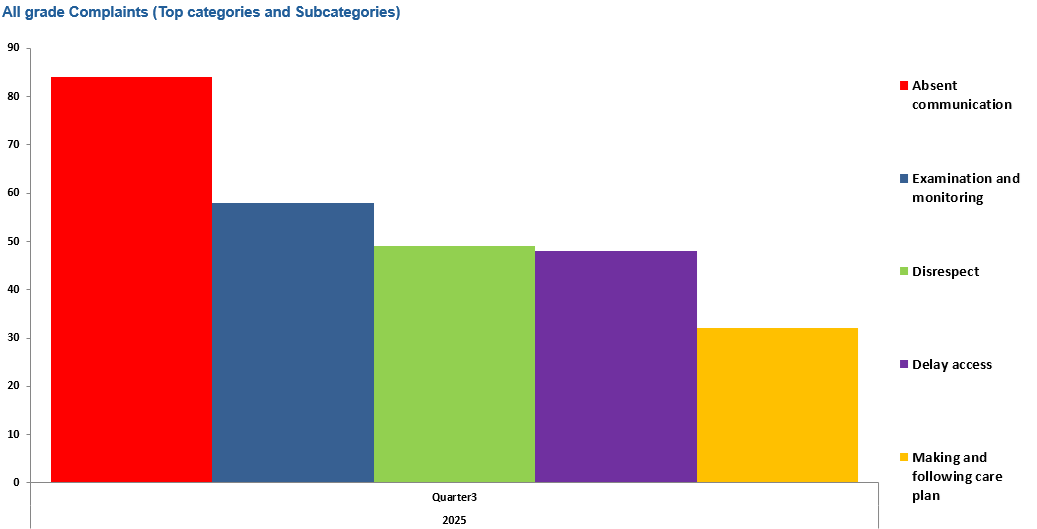 All grade Complaints (Top categories and Subcategories)
90
80
70
60
50
40
30
20
10
0
Quarter3
2025
Absent
communication
Examination and
monitoring
Disrespect
Delay access
Making and
following care
plan